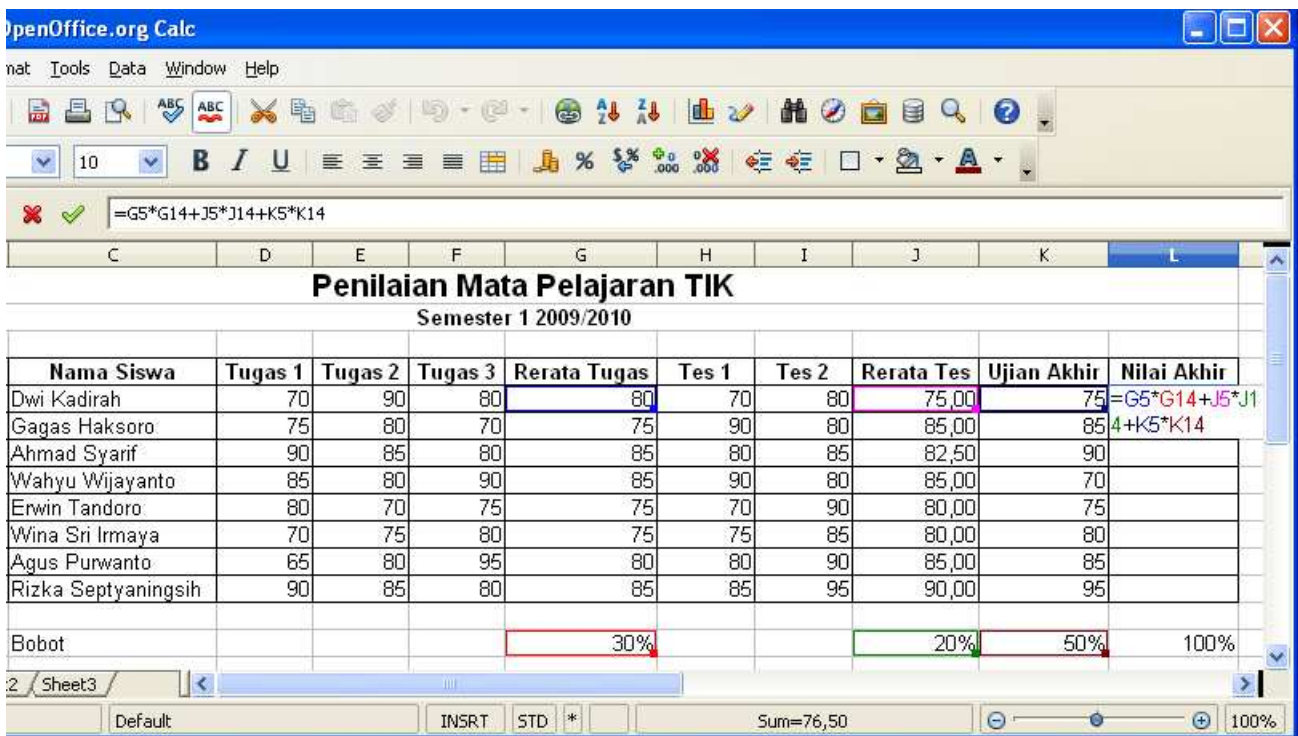 OpenOffice.org Calc
mat Tools Data Window Help
10 B I U
=G5*G14+J5*J14+K5*K14
C D E F G H I J K L
Penilaian Mata Pelajaran TIK
Semester 1 2009/2010
Nama Siswa Tugas 1 Tugas 2 Tugas 3 Rerata Tugas Tes 1 Tes 2 Rerata Tes Ujian Akhir Nilai Akhir
Dwi Kadirah 70 90 80 80 70 80 75,00 75 =G5*G14+J5*J1
Gagas Haksoro 75 80 70 75 90 80 85,00 85 4+K5*K14
Ahmad Syarif 90 85 80 85 80 85 82,50 90
Wahyu Wijayanto 85 80 90 85 90 80 85,00 70
Erwin Tandoro 80 70 75 75 70 90 80,00 75
Wina Sri Irmaya 70 75 80 75 75 85 80,00 80
Agus Purwanto 65 80 95 80 80 90 85,00 85
Rizka Septyaningsih 90 85 80 85 85 95 90,00 95
Bobot 30% 20% 50% 100%
2 Sheet3
Default INSRT STD * Sum=76,50 100%